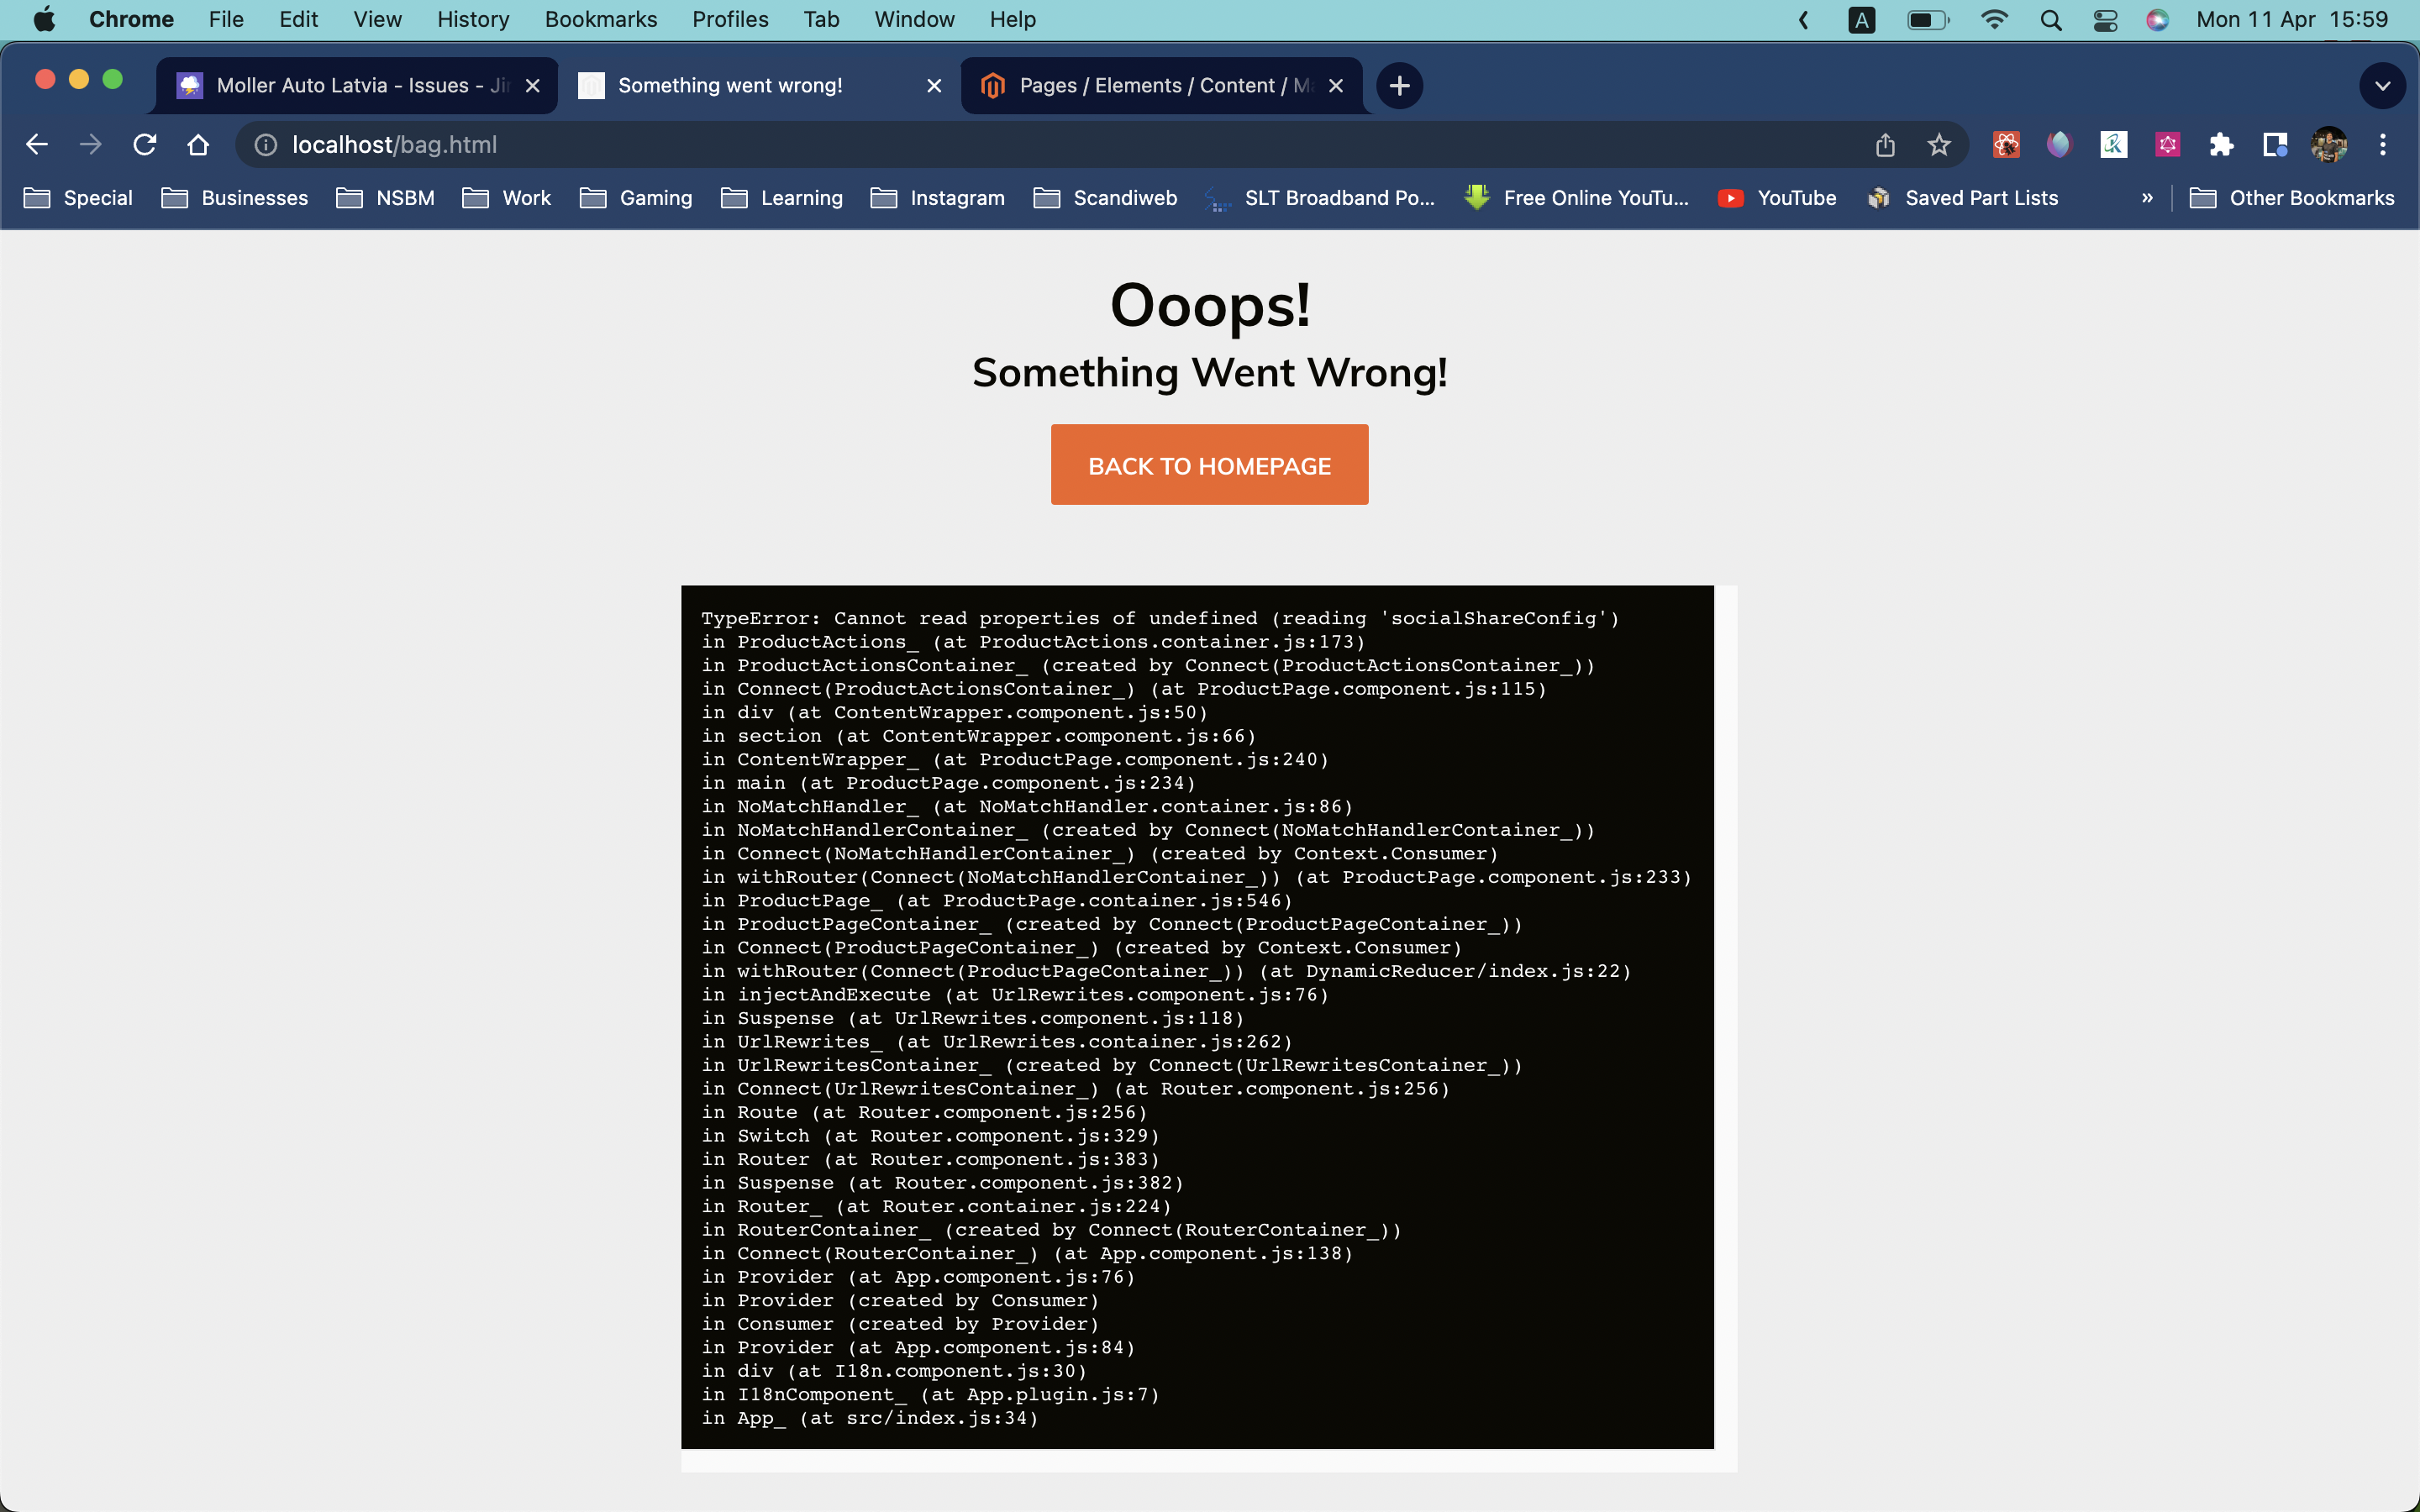 Chrome File Edit View History Bookmarks Profiles Tab Window Help A Mon 11 Apr 15:59
Moller Auto Latvia - Issues - Ji Something went wrong! Pages / Elements / Content / M
localhost/bag.html
Special Businesses NSBM Work Gaming Learning Instagram Scandiweb SLT Broadband Po... Free Online YouTu... YouTube Saved Part Lists » Other Bookmarks
Ooops!
Something Went Wrong!
BACK TO HOMEPAGE
TypeError: Cannot read properties of undefined (reading 'socialShareConfig')
in ProductActions_ (at ProductActions.container.js:173)
in ProductActionsContainer_ (created by Connect(ProductActionsContainer_))
in Connect(ProductActionsContainer_) (at ProductPage.component.js:115)
in div (at ContentWrapper.component.js:50)
in section (at ContentWrapper.component.js:66)
in ContentWrapper_ (at ProductPage.component.js:240)
in main (at ProductPage.component.js:234)
in NoMatchHandler_ (at NoMatchHandler.container.js:86)
in NoMatchHandlerContainer_ (created by Connect(NoMatchHandlerContainer_))
in Connect(NoMatchHandlerContainer_) (created by Context.Consumer)
in withRouter(Connect(NoMatchHandlerContainer_)) (at ProductPage.component.js:233)
in ProductPage_ (at ProductPage.container.js:546)
in ProductPageContainer_ (created by Connect(ProductPageContainer_))
in Connect(ProductPageContainer_) (created by Context.Consumer)
in withRouter(Connect(ProductPageContainer_)) (at DynamicReducer/index.js:22)
in injectAndExecute (at UrlRewrites.component.js:76)
in Suspense (at UrlRewrites.component.js:118)
in UrlRewrites_ (at UrlRewrites.container.js:262)
in UrlRewritesContainer_ (created by Connect(UrlRewritesContainer_))
in Connect(UrlRewritesContainer_) (at Router.component.js:256)
in Route (at Router.component.js:256)
in Switch (at Router.component.js:329)
in Router (at Router.component.js:383)
in Suspense (at Router.component.js:382)
in Router_ (at Router.container.js:224)
in RouterContainer_ (created by Connect(RouterContainer_))
in Connect(RouterContainer_) (at App.component.js:138)
in Provider (at App.component.js:76)
in Provider (created by Consumer)
in Consumer (created by Provider)
in Provider (at App.component.js:84)
in div (at I18n.component.js:30)
in I18nComponent_ (at App.plugin.js:7)
in App_ (at src/index.js:34)